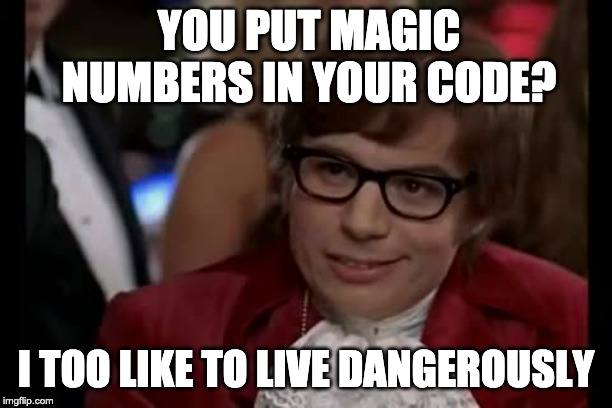 YOU PUT MAGIC
NUMBERS IN YOUR CODE?
I TOO LIKE TO LIVE DANGEROUSLY
imgflip.com